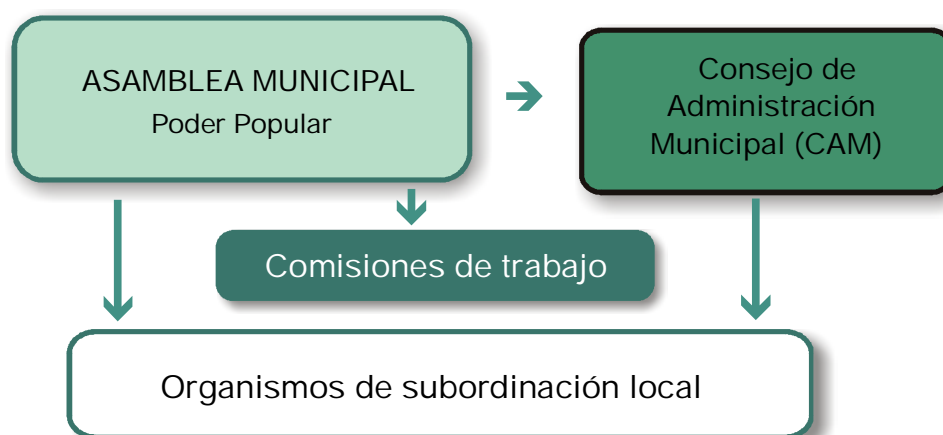 ASAMBLEA MUNICIPAL
Poder Popular
Consejo de
Administración
Municipal (CAM)
Comisiones de trabajo
Organismos de subordinación local